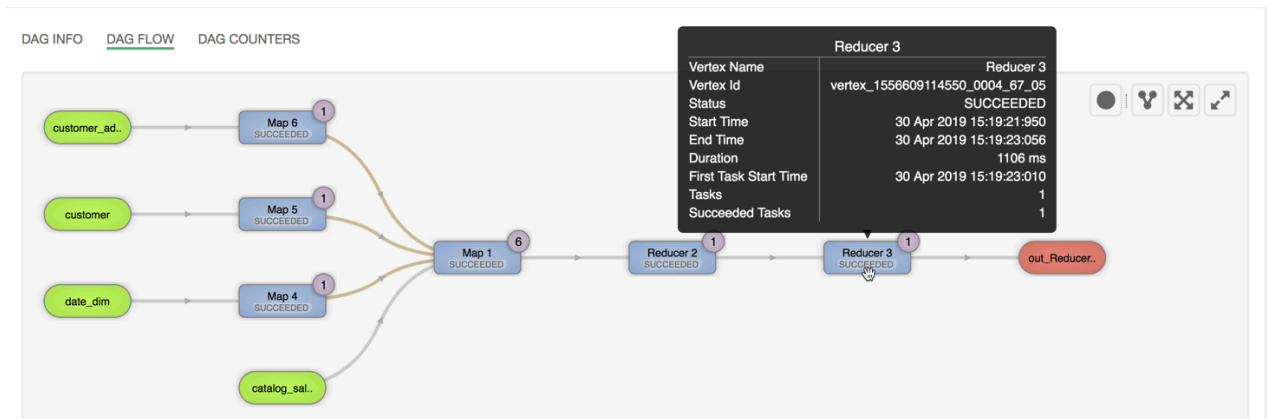 DAG INFO DAG FLOW DAG COUNTERS
Reducer 3
Vertex Name Reducer 3
Vertex Id vertex_1556609114550_0004_67_05
Status SUCCEEDED
Start Time 30 Apr 2019 15:19:21:950
End Time 30 Apr 2019 15:19:23:056
Duration 1106 ms
First Task Start Time 30 Apr 2019 15:19:23:010
Tasks 1
Succeeded Tasks 1
customer_ad..
Map 6
SUCCEEDED
1
customer
Map 5
SUCCEEDED
1
date_dim
Map 4
SUCCEEDED
1
catalog_sal..
Map 1
SUCCEEDED
6
Reducer 2
SUCCEEDED
1
Reducer 3
SUCCEEDED
1
out_Reducer..